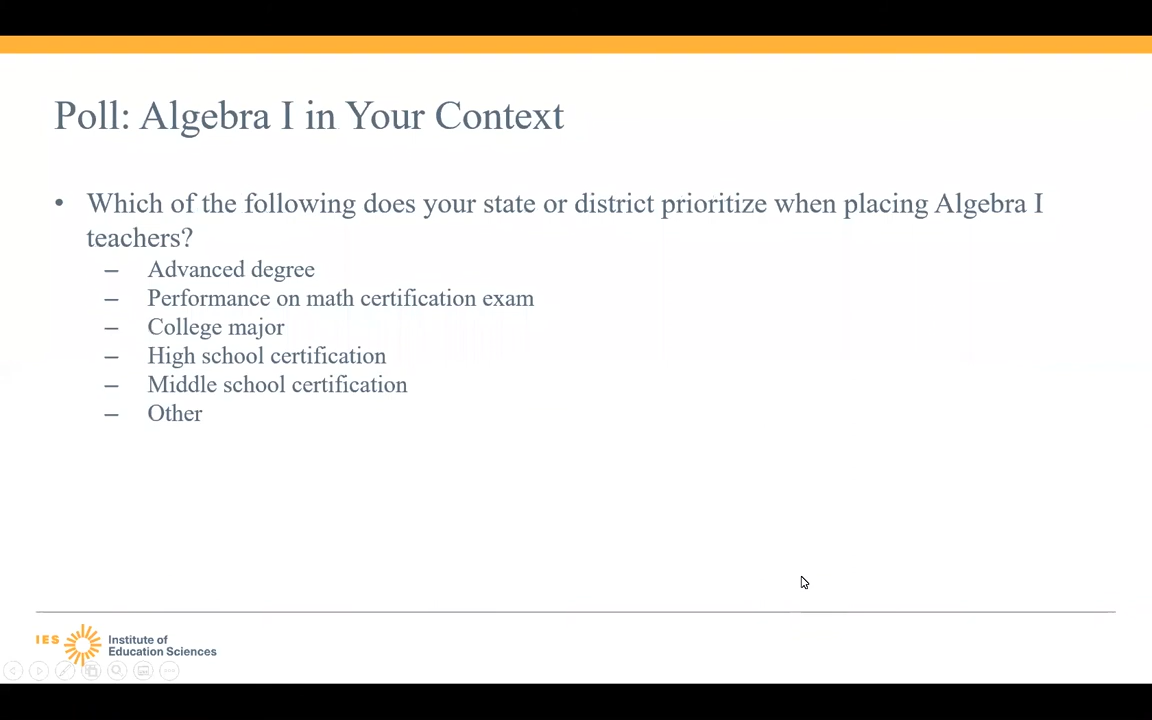 Poll: Algebra I in Your Context
• Which of the following does your state or district prioritize when placing Algebra I
teachers?
– Advanced degree
– Performance on math certification exam
– College major
– High school certification
– Middle school certification
– Other
IES
Institute of
Education Sciences